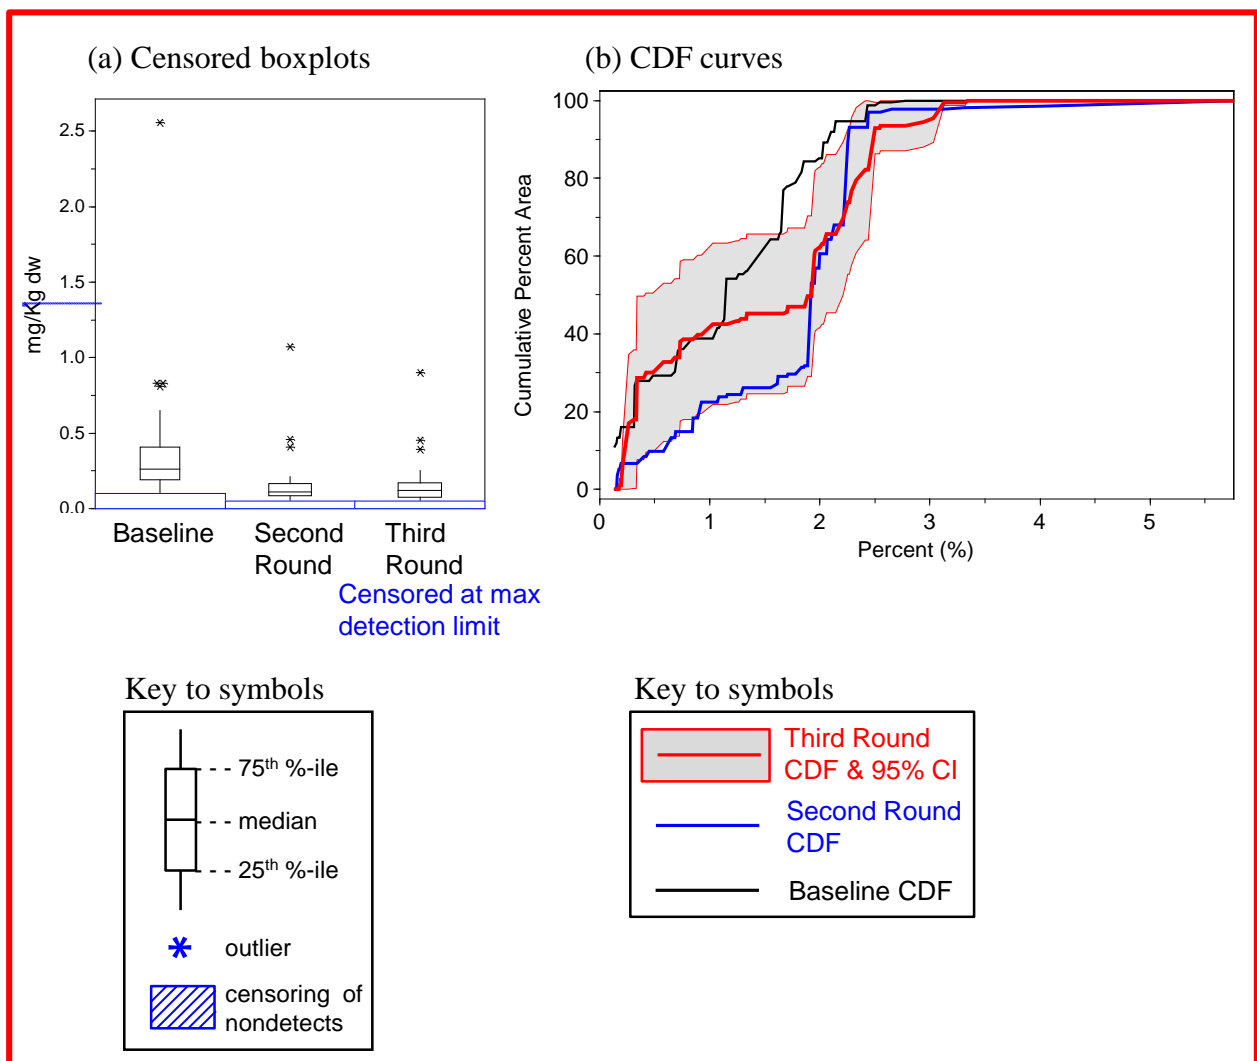 (a) Censored boxplots
2.5
2.0
1.5
1.0
0.5
0.0
mg/Kg dw
Baseline
Second
Round
Third
Round
Censored at max
detection limit
(b) CDF curves
100
80
60
40
20
0
Cumulative Percent Area
0 1 2 3 4 5
Percent (%)
Key to symbols
75th %-ile
median
25th %-ile
outlier
censoring of
nondetects
Key to symbols
Third Round
CDF & 95% CI
Second Round
CDF
Baseline CDF